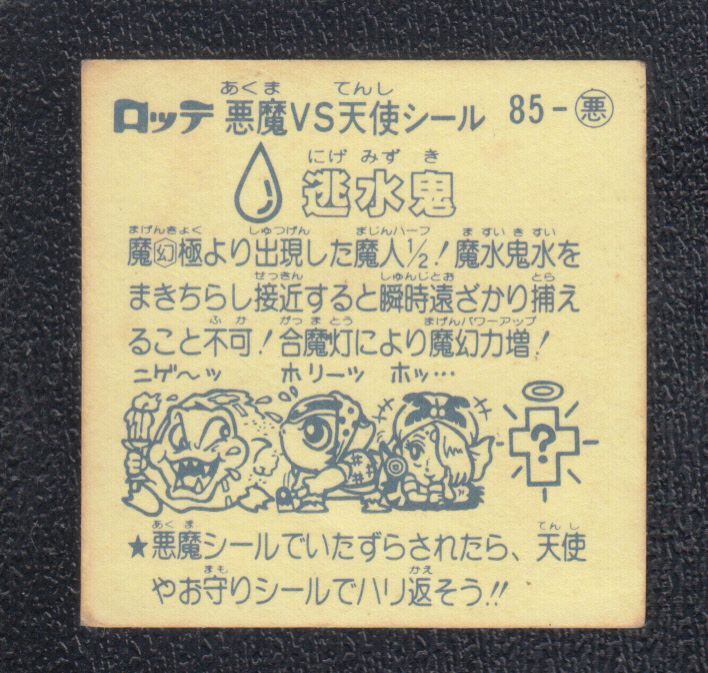 ロッテ 悪魔VS天使シール 85-悪
あくま てんし
逃水鬼
にげみずき
魔幻極より出現した魔人½!魔水鬼水を
まげんきょく しゅつげん まじんハーフ ますいきすい
まきちらし接近すると瞬時遠ざかり捕え
せっきん しゅんじとお とら
ること不可!合魔灯により魔幻力増!
ふか がっまとう まげんパワーアップ
ニゲ〜ッ ホリーッ ホッ…
?
★悪魔シールでいたずらされたら、天使
あくま てんし
やお守りシールでハリ返そう!!
まも かえ